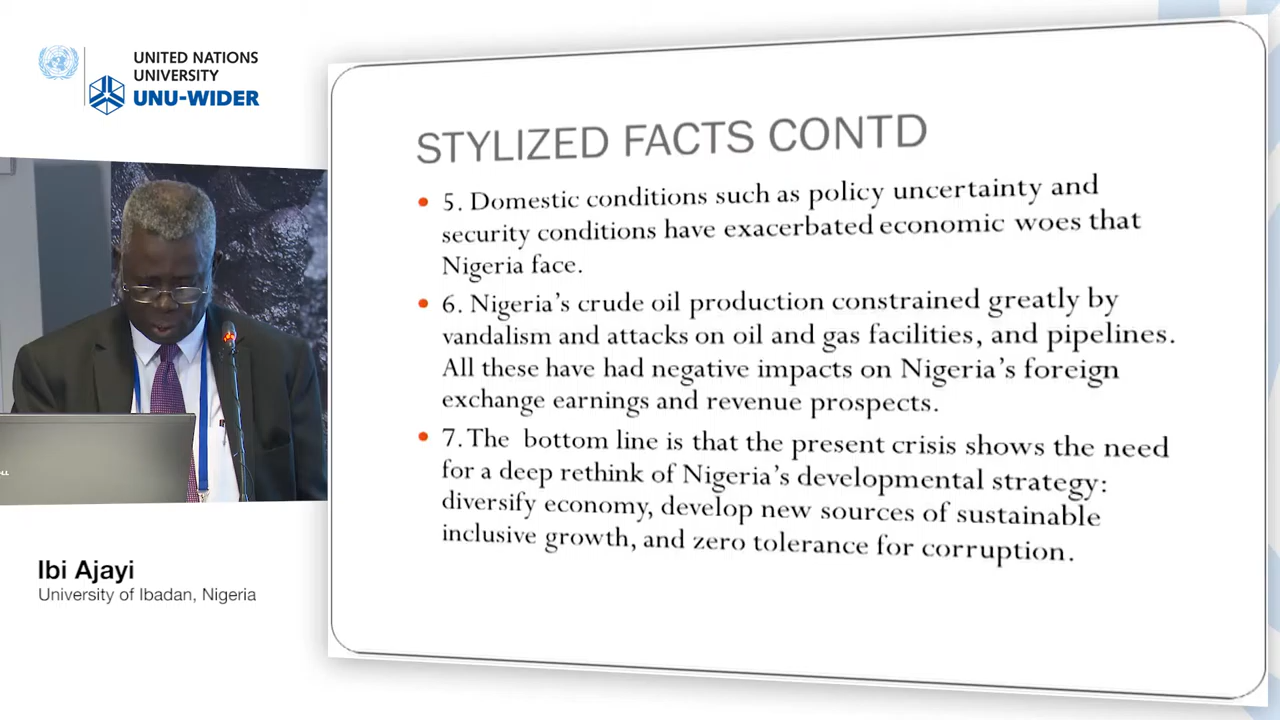 UNITED NATIONS
UNIVERSITY
UNU-WIDER
STYLIZED FACTS CONTD
• 5. Domestic conditions such as policy uncertainty and
security conditions have exacerbated economic woes that
Nigeria face.
• 6. Nigeria's crude oil production constrained greatly by
vandalism and attacks on oil and gas facilities, and pipelines.
All these have had negative impacts on Nigeria's foreign
exchange earnings and revenue prospects.
• 7. The bottom line is that the present crisis shows the need
for a deep rethink of Nigeria's developmental strategy:
diversify economy, develop new sources of sustainable
inclusive growth, and zero tolerance for corruption.
Ibi Ajayi
University of Ibadan, Nigeria